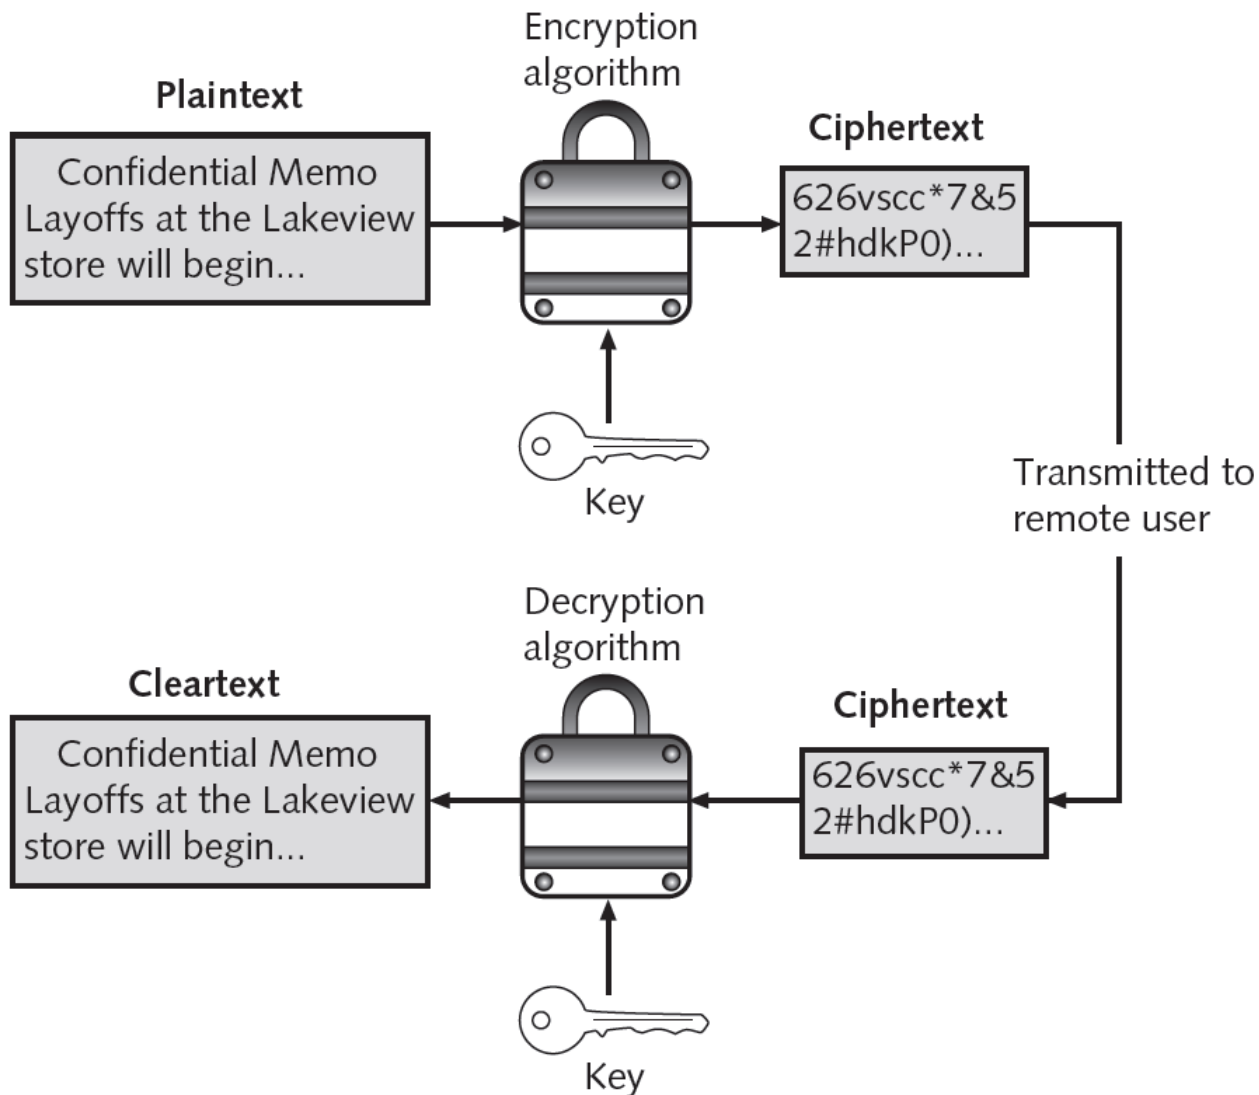 Encryption
algorithm
Plaintext
Confidential Memo
Layoffs at the Lakeview
store will begin...
Ciphertext
626vscc*7&5
2#hdkP0)...
Key
Transmitted to
remote user
Decryption
algorithm
Ciphertext
626vscc*7&5
2#hdkP0)...
Cleartext
Confidential Memo
Layoffs at the Lakeview
store will begin...
Key